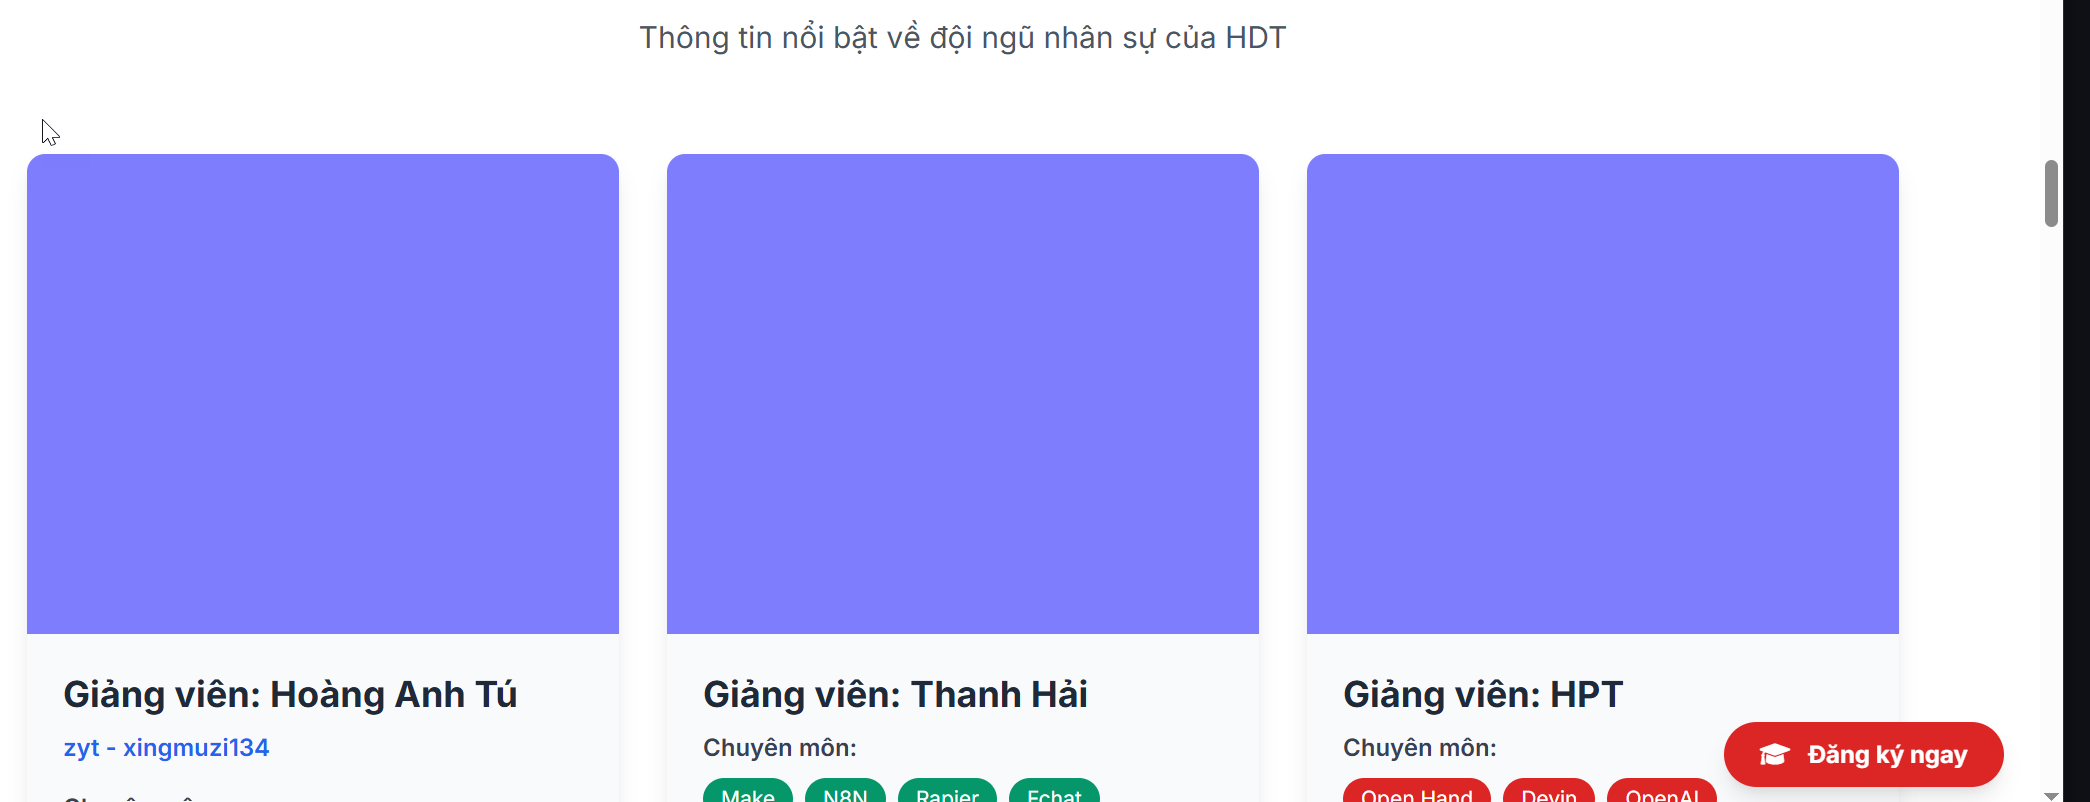 Thông tin nổi bật về đội ngũ nhân sự của HDT
Giảng viên: Hoàng Anh Tú
zyt - xingmuzi134
Giảng viên: Thanh Hải
Chuyên môn:
Make N8N Rapier Echat
Giảng viên: HPT
Chuyên môn:
Open Hand Devin OpenAI
Đăng ký ngay